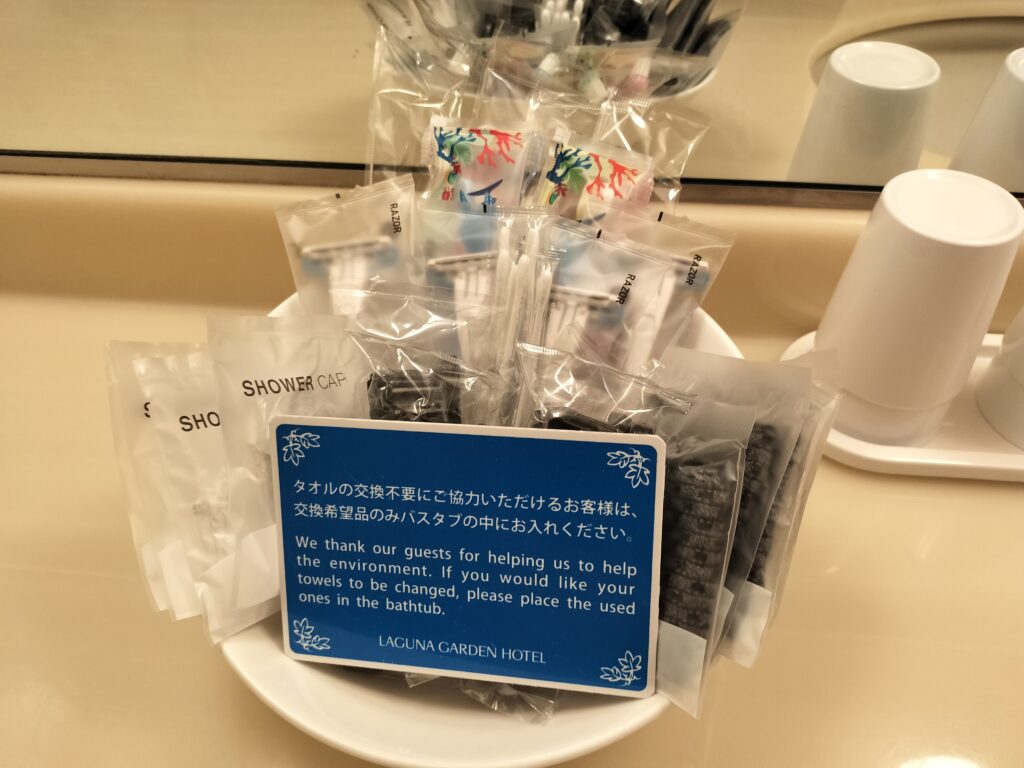 RAZOR
RAZOR
RAZOR
SHOWER CAP
SHO
S
タオルの交換不要にご協力いただけるお客様は、
交換希望品のみバスタブの中にお入れください。
We thank our guests for helping us to help
the environment. If you would like your
towels to be changed, please place the used
ones in the bathtub.
LAGUNA GARDEN HOTEL